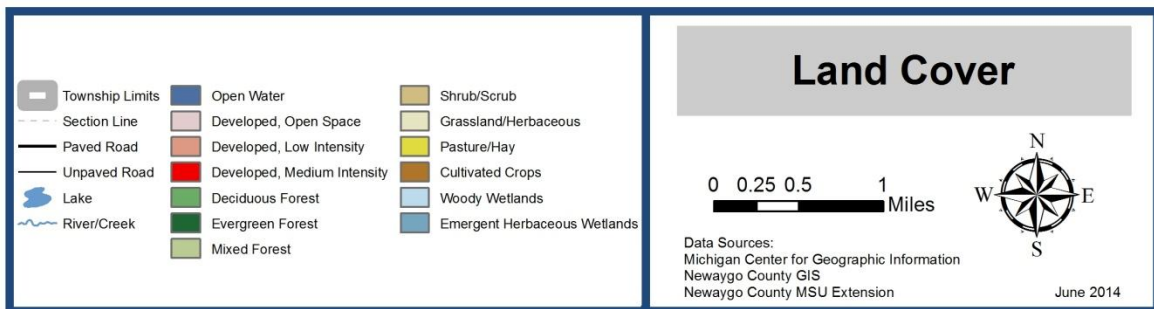 Township Limits
Section Line
Paved Road
Unpaved Road
Lake
River/Creek
Open Water
Developed, Open Space
Developed, Low Intensity
Developed, Medium Intensity
Deciduous Forest
Evergreen Forest
Mixed Forest
Shrub/Scrub
Grassland/Herbaceous
Pasture/Hay
Cultivated Crops
Woody Wetlands
Emergent Herbaceous Wetlands
Land Cover
0 0.25 0.5 1
Miles
N
W E
S
Data Sources:
Michigan Center for Geographic Information
Newaygo County GIS
Newaygo County MSU Extension
June 2014